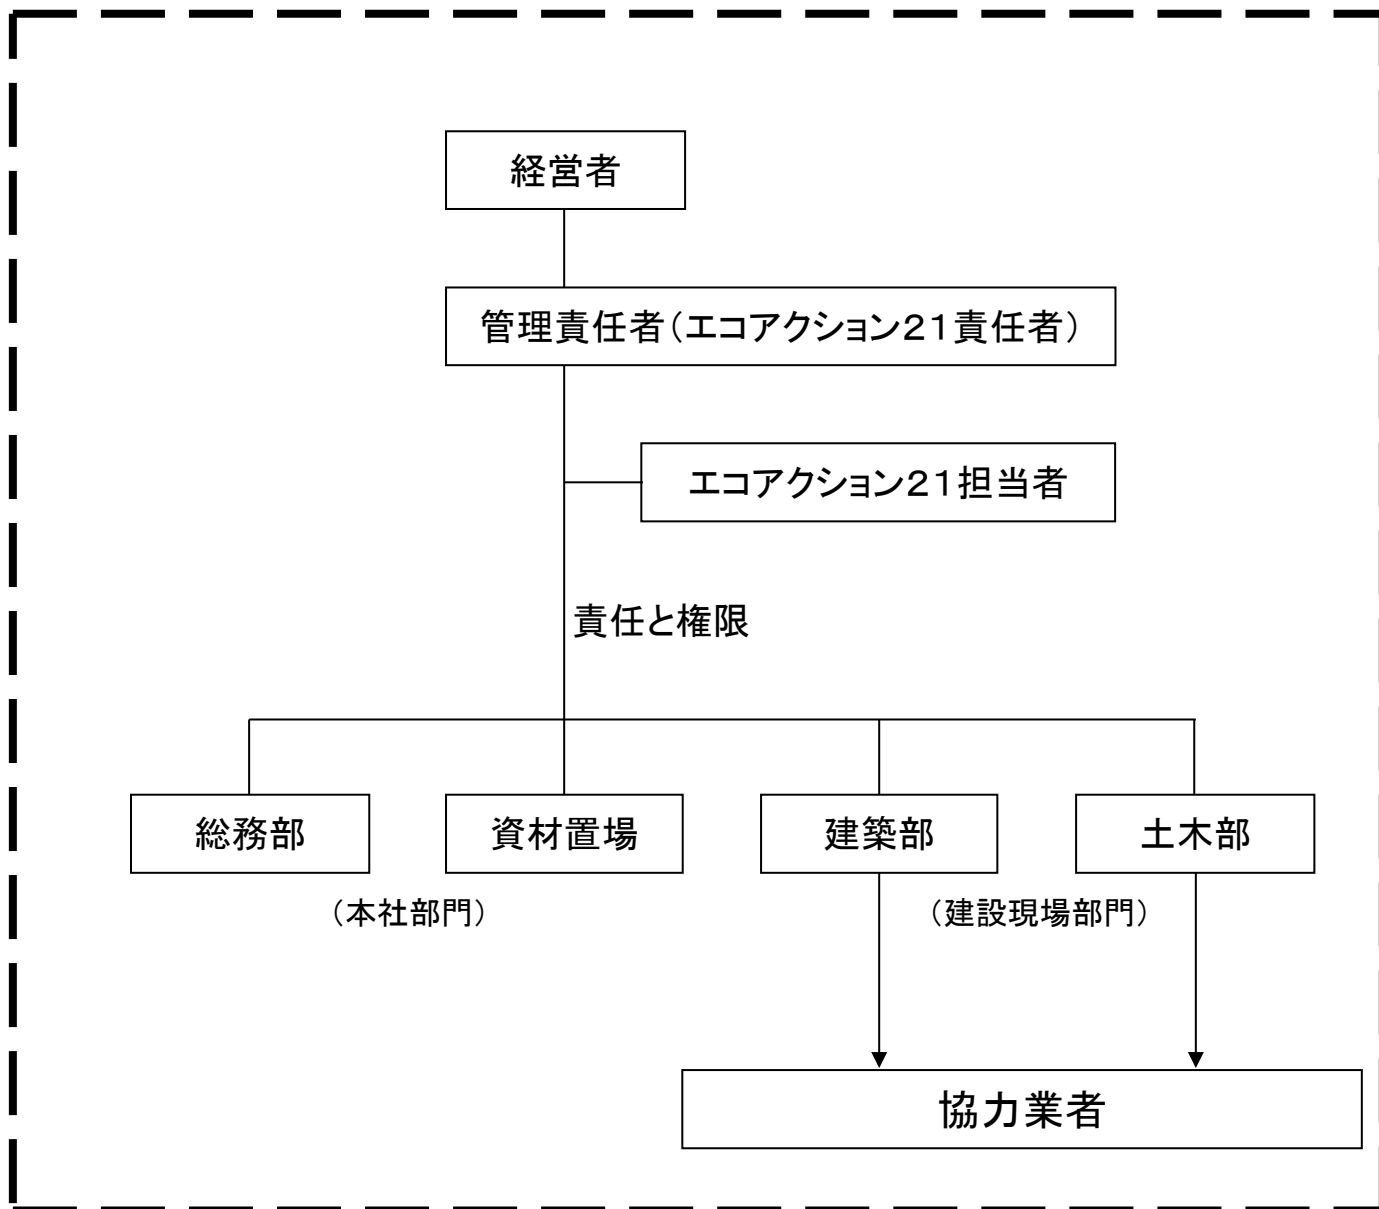 経営者
管理責任者（エコアクション２１責任者）
エコアクション２１担当者
責任と権限
総務部
資材置場
建築部
土木部
（本社部門）
（建設現場部門）
協力業者